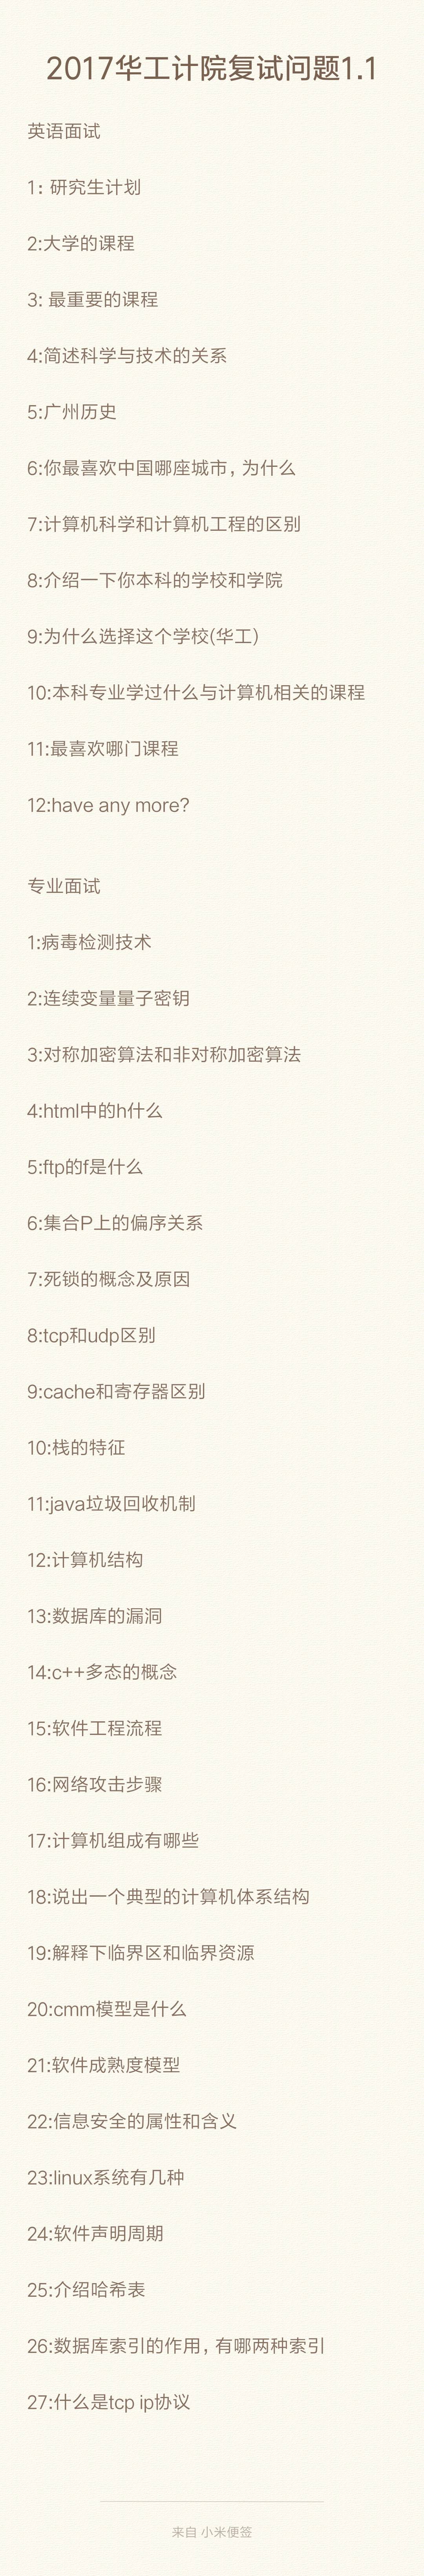 2017华工计院复试问题1.1
英语面试
1: 研究生计划
2:大学的课程
3: 最重要的课程
4:简述科学与技术的关系
5:广州历史
6:你最喜欢中国哪座城市，为什么
7:计算机科学和计算机工程的区别
8:介绍一下你本科的学校和学院
9:为什么选择这个学校(华工)
10:本科专业学过什么与计算机相关的课程
11:最喜欢哪门课程
12:have any more?
专业面试
1:病毒检测技术
2:连续变量量子密钥
3:对称加密算法和非对称加密算法
4:html中的h什么
5:ftp的f是什么
6:集合P上的偏序关系
7:死锁的概念及原因
8:tcp和udp区别
9:cache和寄存器区别
10:栈的特征
11:java垃圾回收机制
12:计算机结构
13:数据库的漏洞
14:c++多态的概念
15:软件工程流程
16:网络攻击步骤
17:计算机组成有哪些
18:说出一个典型的计算机体系结构
19:解释下临界区和临界资源
20:cmm模型是什么
21:软件成熟度模型
22:信息安全的属性和含义
23:linux系统有几种
24:软件声明周期
25:介绍哈希表
26:数据库索引的作用，有哪两种索引
27:什么是tcp ip协议
来自 小米便签